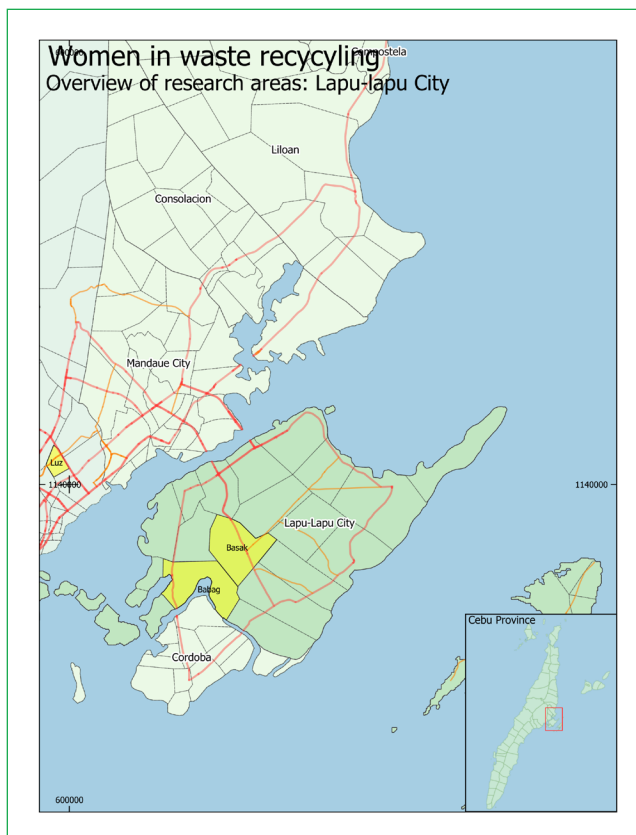 Women in waste recycyling
Overview of research areas: Lapu-lapu City
Compostela
Liloan
Consolacion
Mandaue City
Luz
1140000
1140000
Lapu-Lapu City
Basak
Babag
Cordoba
Cebu Province
600000